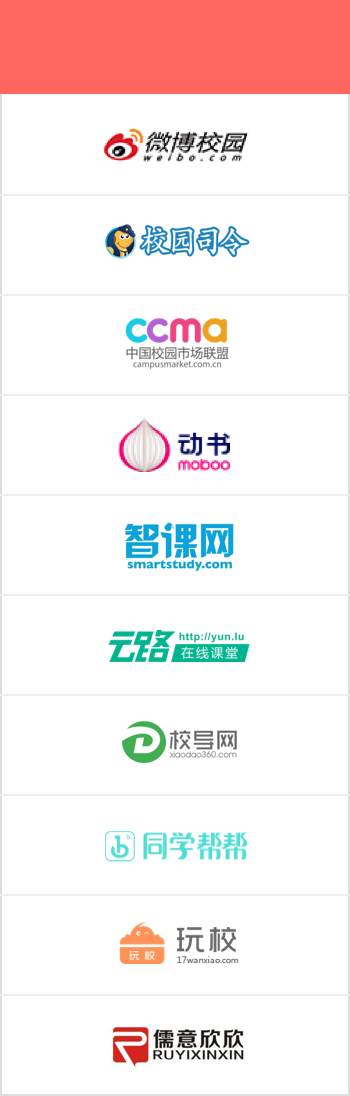 微博校园
weibo.com
校园司令
ccma
中国校园市场联盟
campusmarket.com.cn
动书
moboo
智课网
smartstudy.com
云路
http://yun.lu
在线课堂
校导网
xiaodao360.com
同学帮帮
玩校
玩校
17wanxiao.com
儒意欣欣
RUYIXINXIN